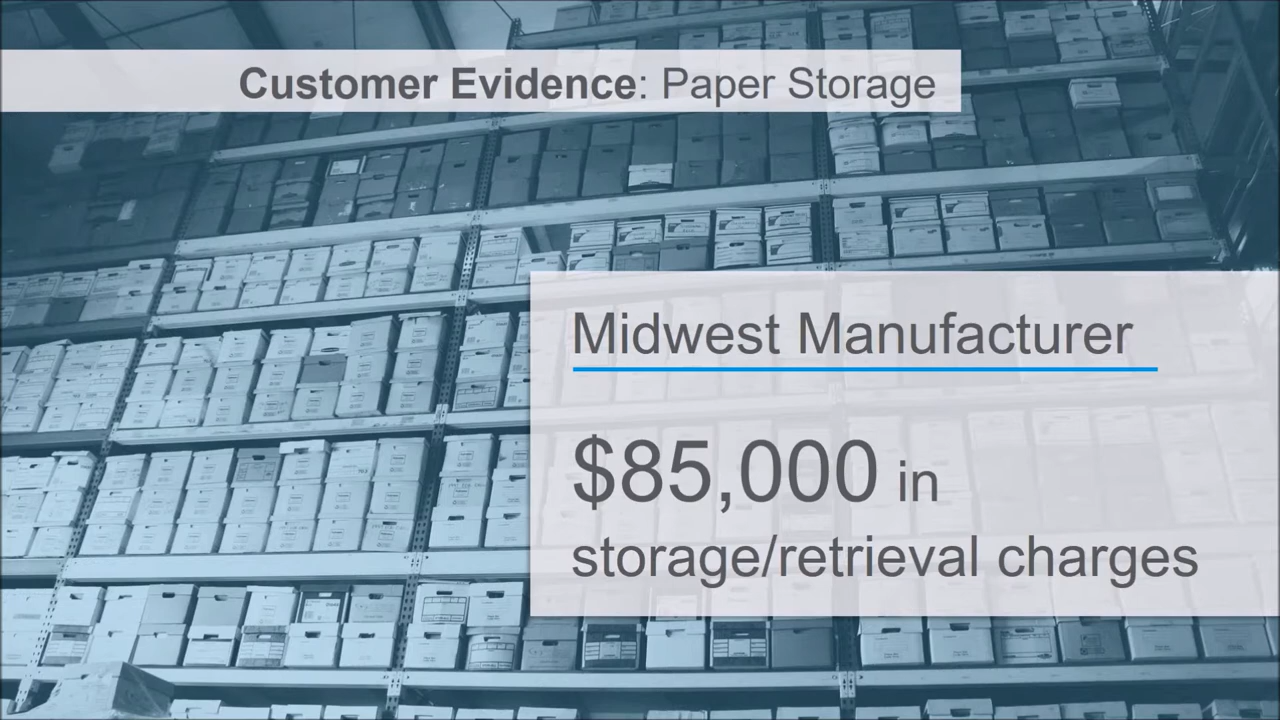 Customer Evidence: Paper Storage
Midwest Manufacturer
$85,000 in
storage/retrieval charges